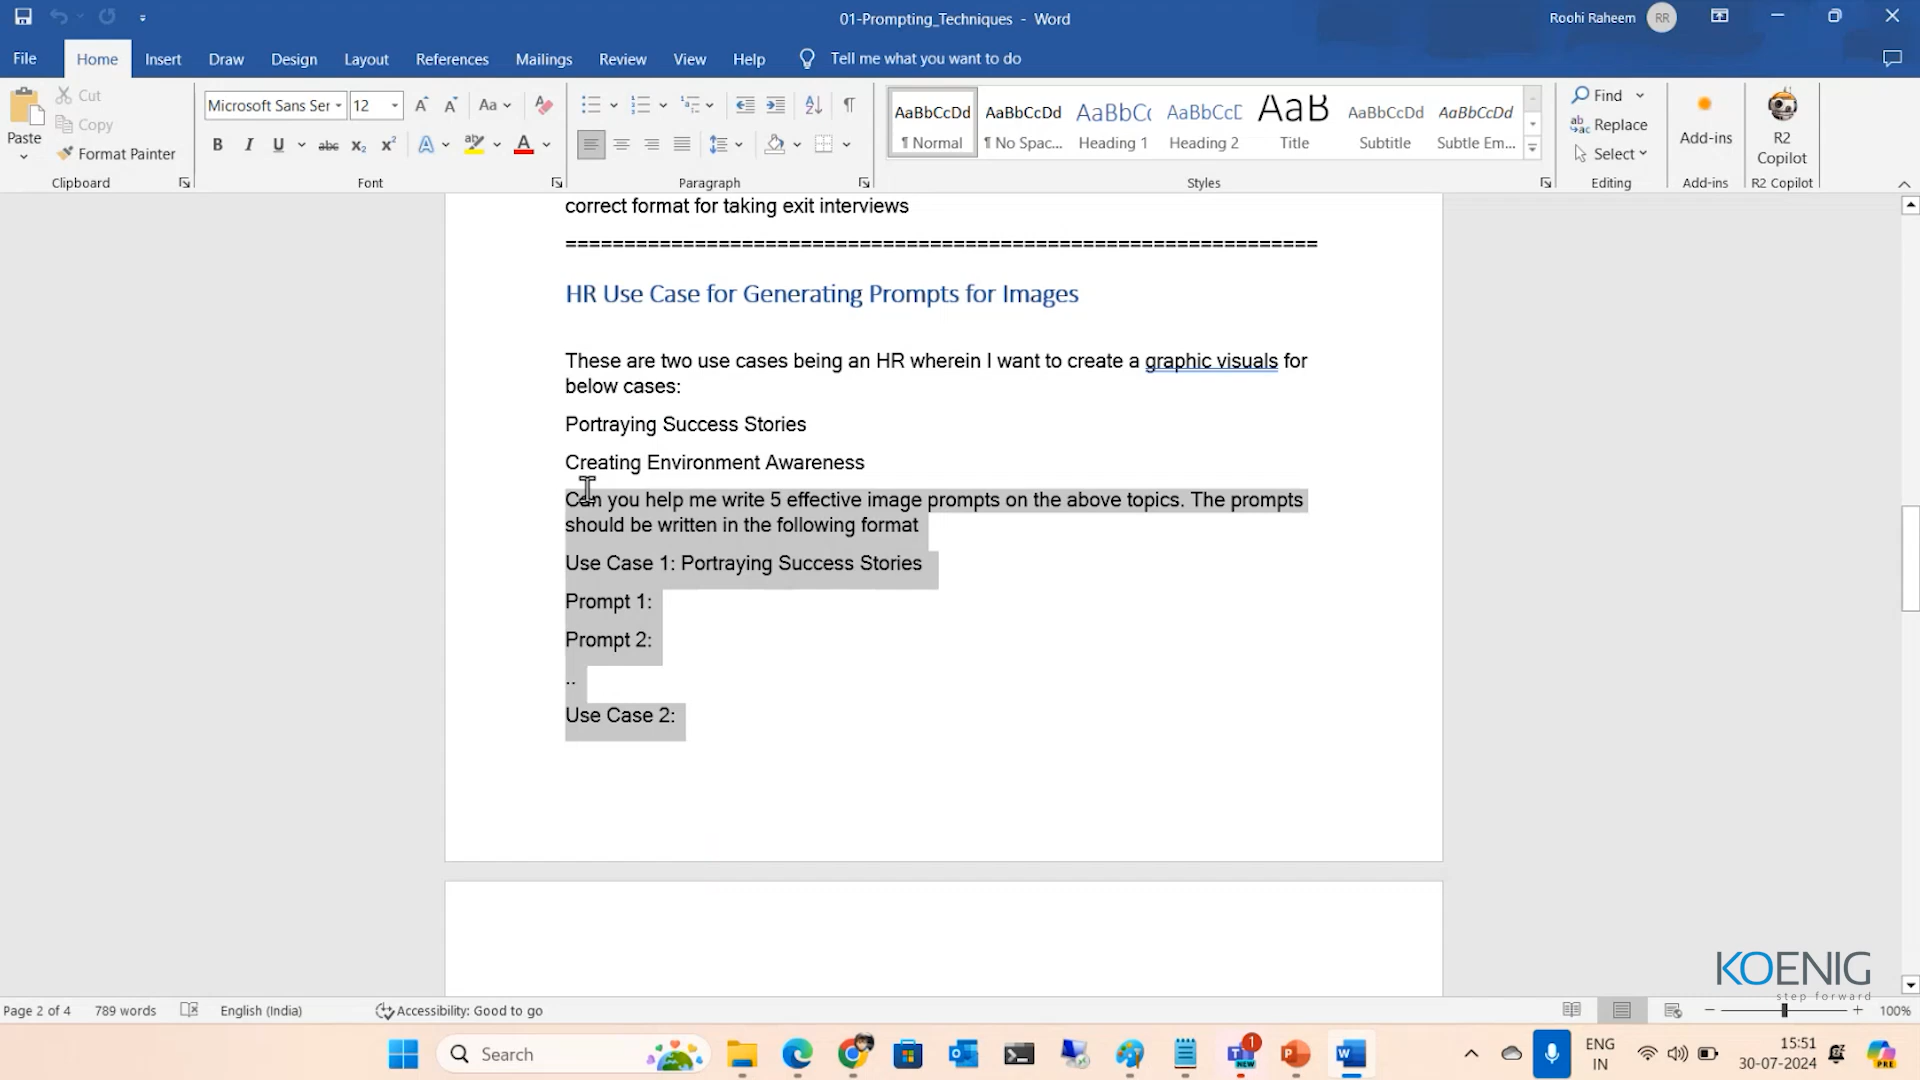 01-Prompting_Techniques - Word
Roohi Raheem
RR
File
Home
Insert
Draw
Design
Layout
References
Mailings
Review
View
Help
Tell me what you want to do
Paste
Cut
Copy
Format Painter
Clipboard
Microsoft Sans Ser
12
Font
Paragraph
AaBbCcDd
¶ Normal
AaBbCcDd
¶ No Spac...
AaBbCc
Heading 1
AaBbCcC
Heading 2
AaB
Title
AaBbCcDd
Subtitle
AaBbCcDd
Subtle Em...
Styles
Find
Replace
Select
Editing
Add-ins
Add-ins
R2
Copilot
R2 Copilot
correct format for taking exit interviews
================================================================
HR Use Case for Generating Prompts for Images
These are two use cases being an HR wherein I want to create a graphic visuals for
below cases:
Portraying Success Stories
Creating Environment Awareness
Can you help me write 5 effective image prompts on the above topics. The prompts
should be written in the following format
Use Case 1: Portraying Success Stories
Prompt 1:
Prompt 2:
..
Use Case 2:
KOENIG
step forward
Page 2 of 4
789 words
English (India)
Accessibility: Good to go
100%
Search
1
NEW
ENG
IN
15:51
30-07-2024
PRE